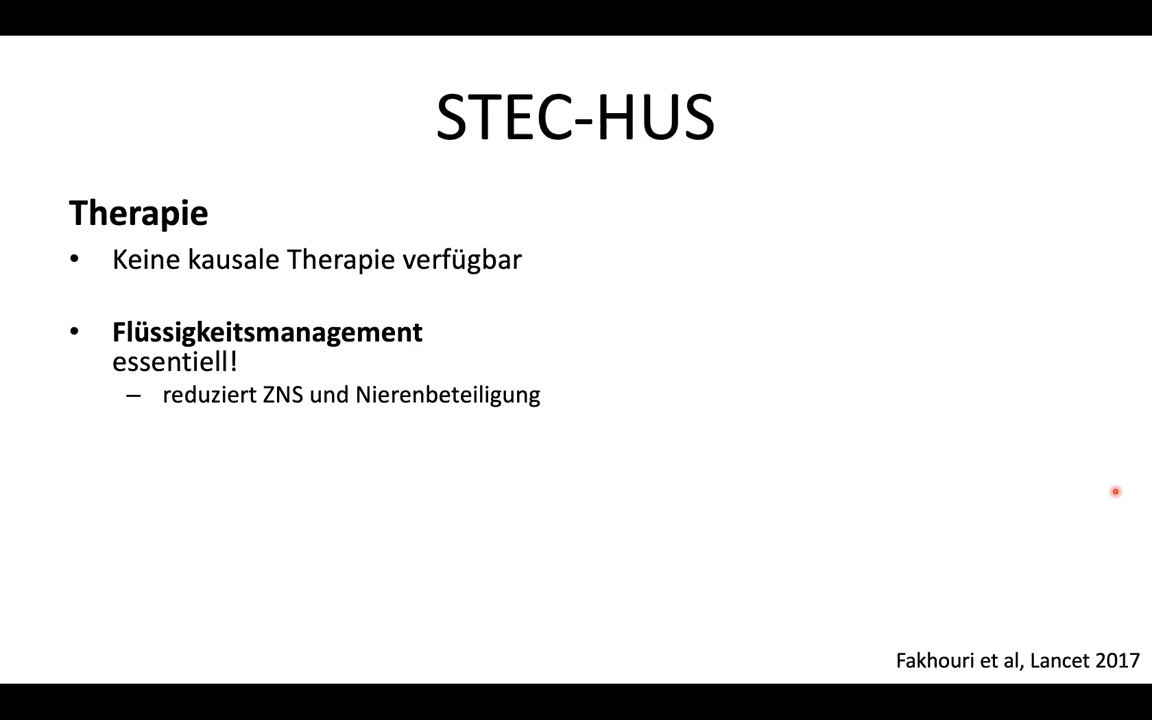 STEC-HUS
Therapie
• Keine kausale Therapie verfügbar
• Flüssigkeitsmanagement
essentiell!
– reduziert ZNS und Nierenbeteiligung
Fakhouri et al, Lancet 2017